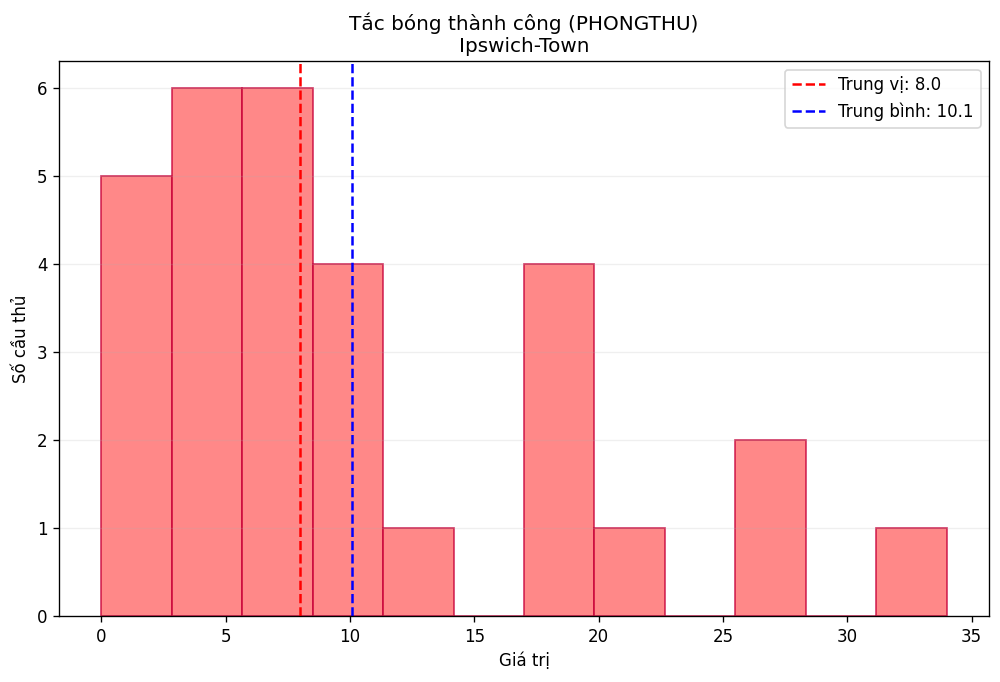 Tắc bóng thành công (PHONGTHU)
Ipswich-Town
Trung vị: 8.0
Trung bình: 10.1
Số cầu thủ
6
5
4
3
2
1
0
0
5
10
15
20
25
30
35
Giá trị